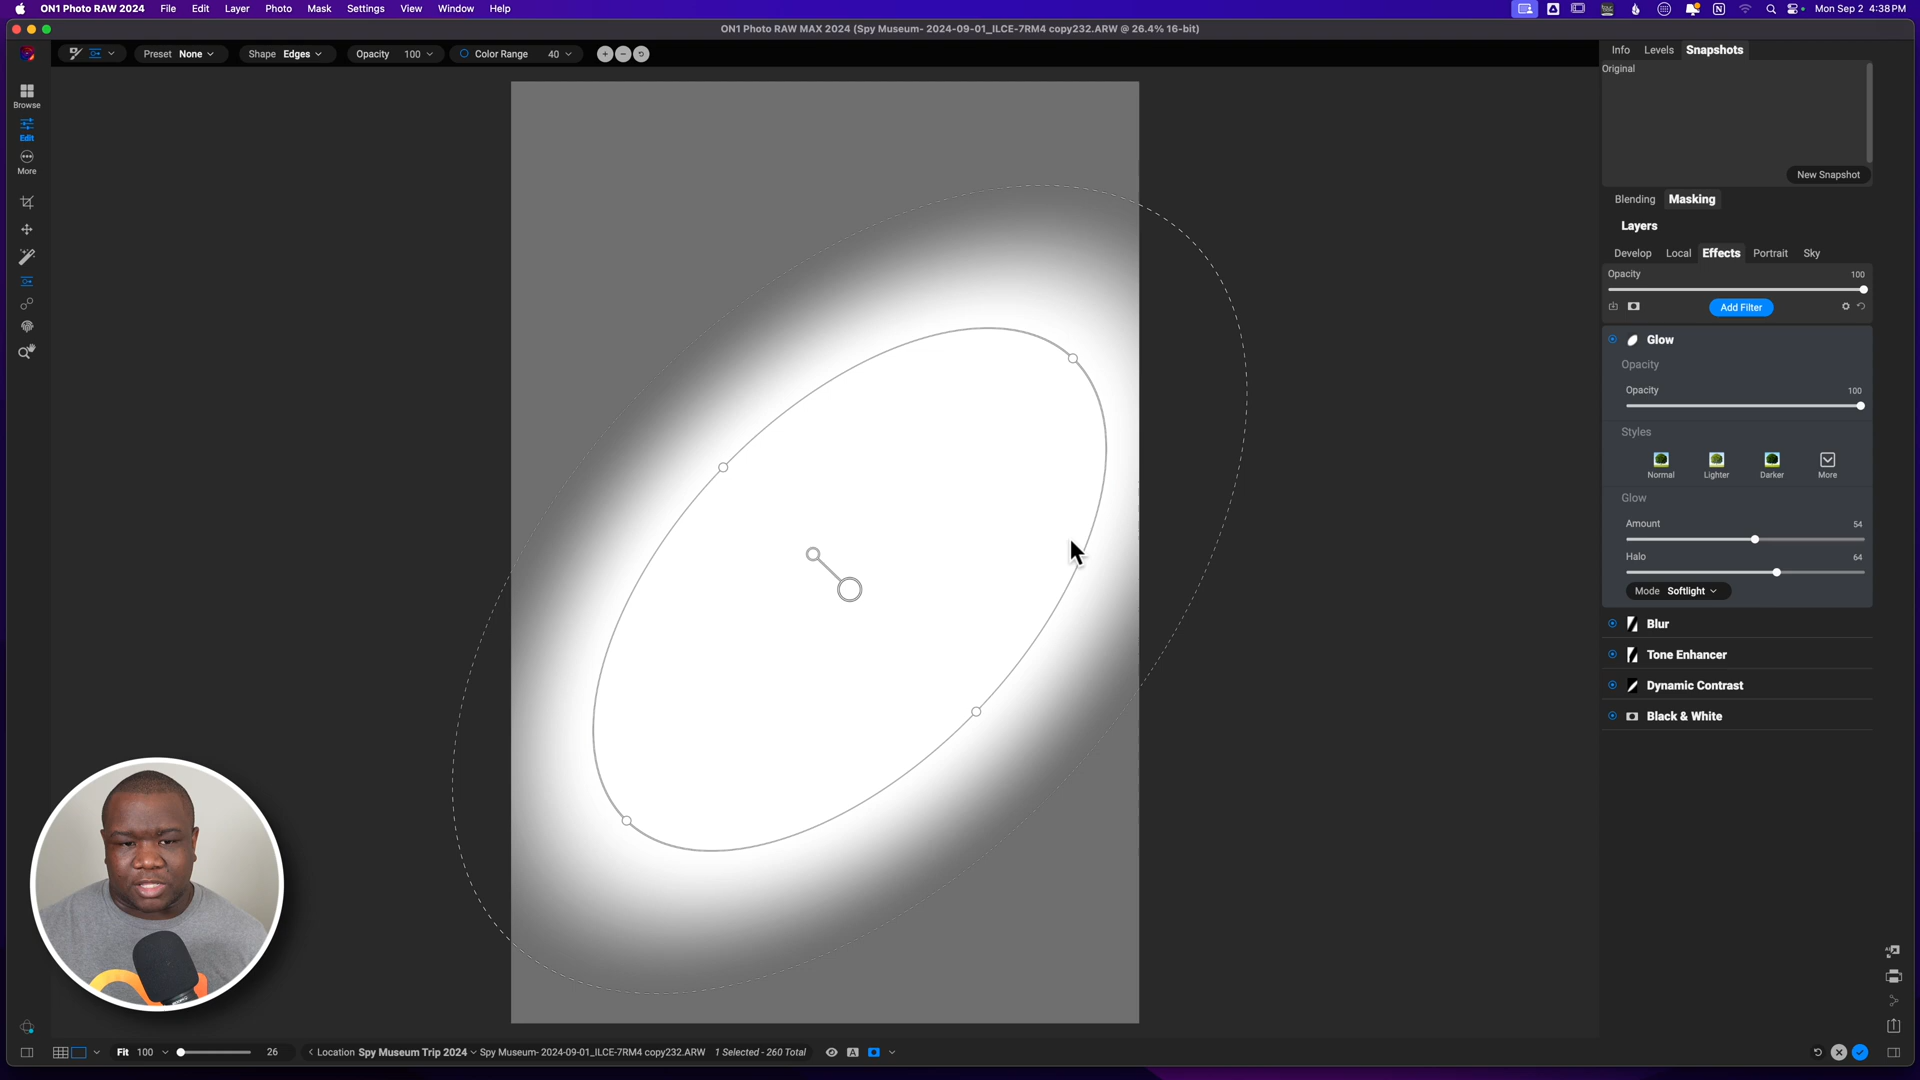 ON1 Photo RAW 2024 File Edit Layer Photo Mask Settings View Window Help Mon Sep 2 4:38 PM
ON1 Photo RAW MAX 2024 (Spy Museum- 2024-09-01_ILCE-7RM4 copy232.ARW @ 26.4% 16-bit)
Preset None Shape Edges Opacity 100 Color Range 40
Info Levels Snapshots
Original
New Snapshot
Browse
Edit
More
Blending Masking
Layers
Develop Local Effects Portrait Sky
Opacity 100
Add Filter
Glow
Opacity
Opacity 100
Styles
Normal Lighter Darker More
Glow
Amount 54
Halo 64
Mode Softlight
Blur
Tone Enhancer
Dynamic Contrast
Black & White
Fit 100 26 Location Spy Museum Trip 2024 Spy Museum- 2024-09-01_ILCE-7RM4 copy232.ARW 1 Selected - 260 Total A